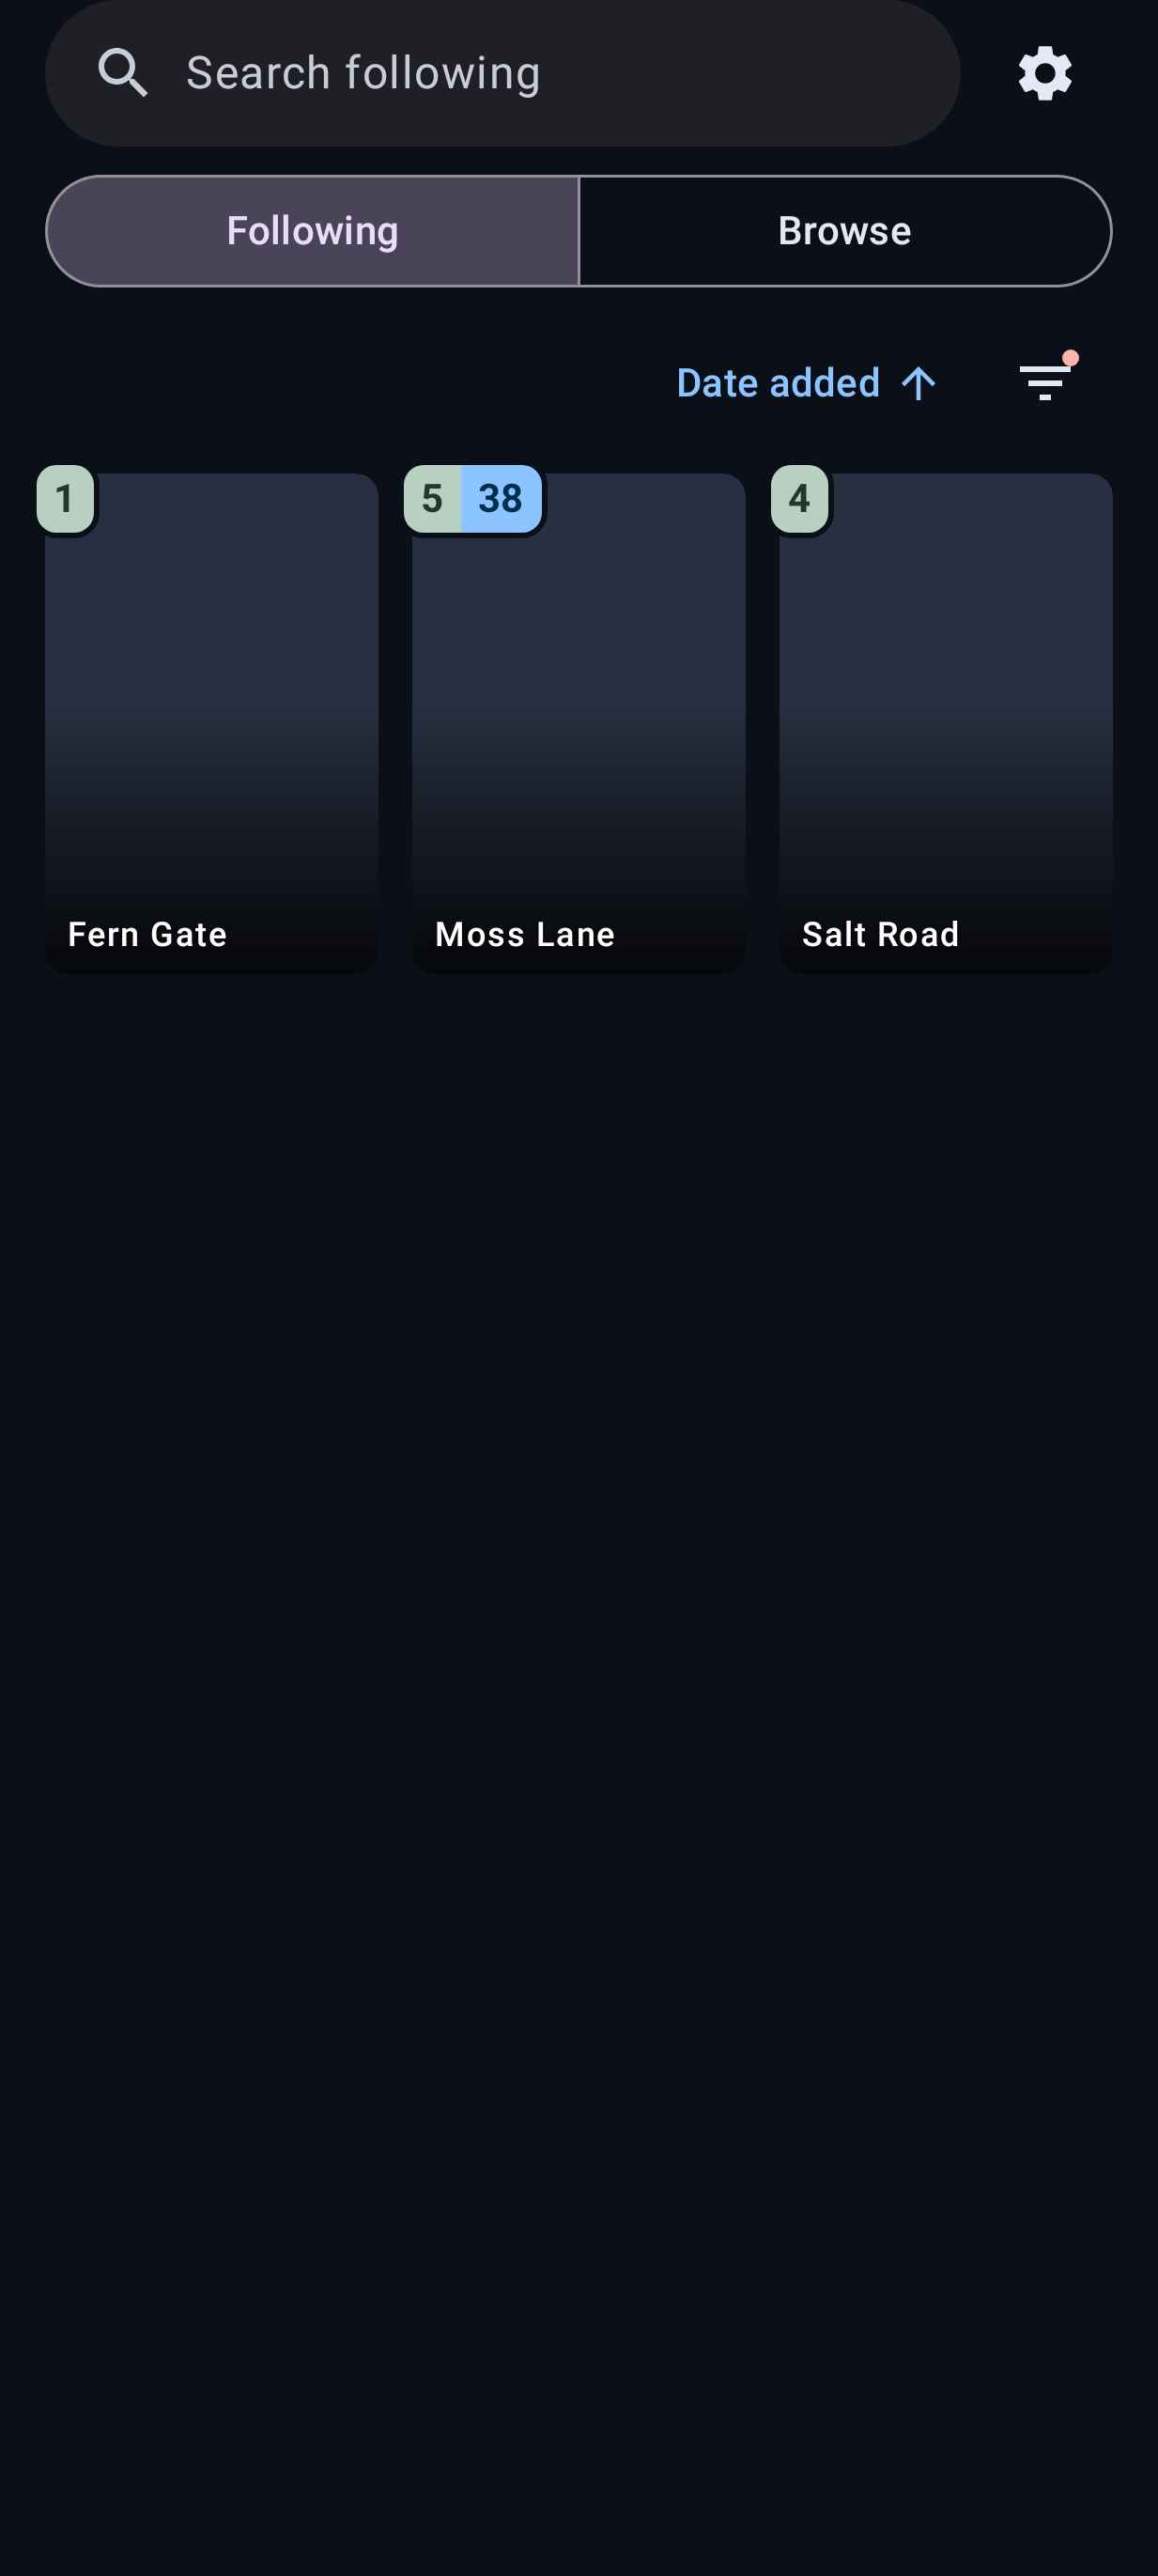 Search following
Following
Browse
Date added
1
5 38
4
Fern Gate
Moss Lane
Salt Road